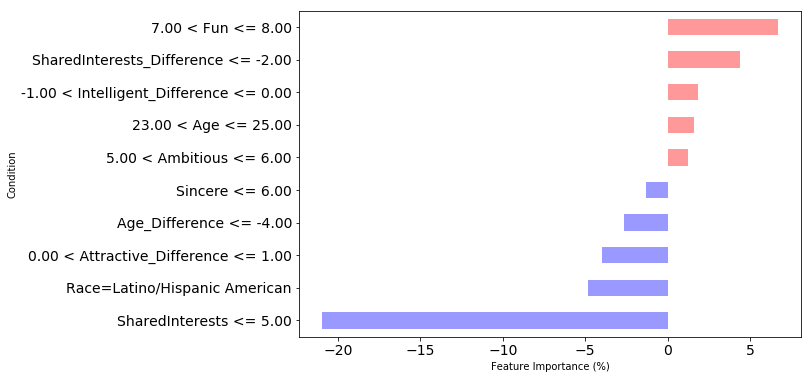 7.00 < Fun <= 8.00
SharedInterests_Difference <= -2.00
-1.00 < Intelligent_Difference <= 0.00
23.00 < Age <= 25.00
5.00 < Ambitious <= 6.00
Sincere <= 6.00
Age_Difference <= -4.00
0.00 < Attractive_Difference <= 1.00
Race=Latino/Hispanic American
SharedInterests <= 5.00
Condition
−20 −15 −10 −5 0 5
Feature Importance (%)